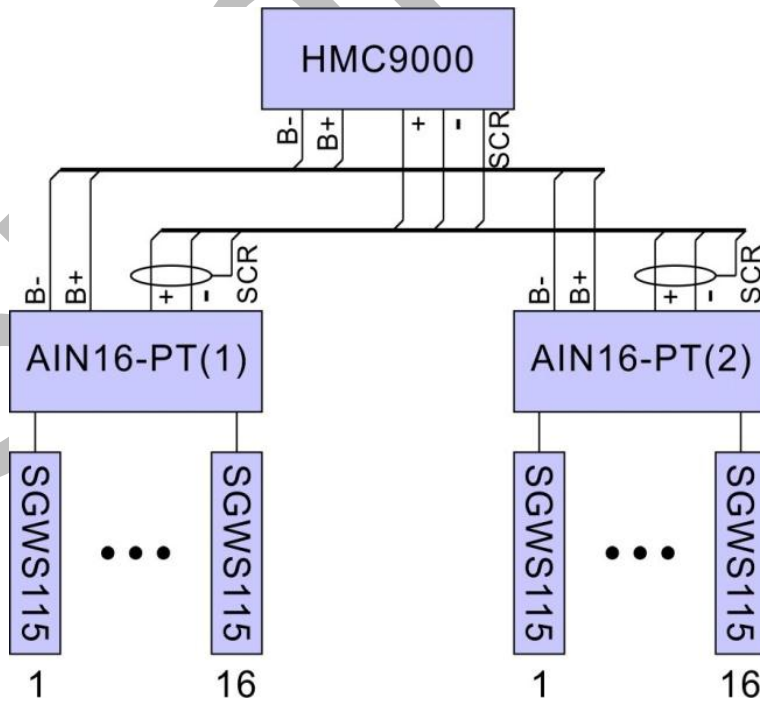 HMC9000
B- B+ + - SCR
B- B+ + - SCR
B- B+ + - SCR
AIN16-PT(1) AIN16-PT(2)
SGWS115 SGWS115 SGWS115 SGWS115
1 16 1 16